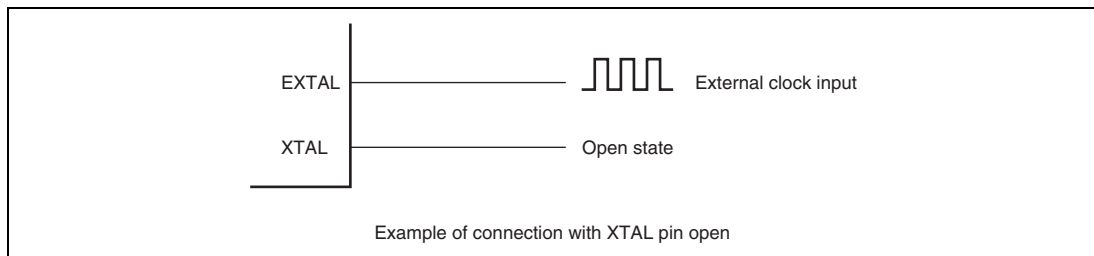 EXTAL External clock input
XTAL Open state
Example of connection with XTAL pin open